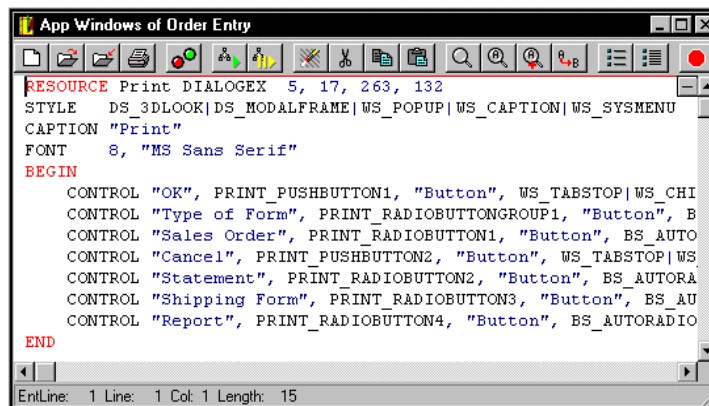 App Windows of Order Entry
RESOURCE Print DIALOGEX 5, 17, 263, 132
STYLE DS_3DLOOK|DS_MODALFRAME|WS_POPUP|WS_CAPTION|WS_SYSMENU
CAPTION "Print"
FONT 8, "MS Sans Serif"
BEGIN
CONTROL "OK", PRINT_PUSHBUTTON1, "Button", WS_TABSTOP|WS_CHI
CONTROL "Type of Form", PRINT_RADIOBUTTONGROUP1, "Button", B
CONTROL "Sales Order", PRINT_RADIOBUTTON1, "Button", BS_AUTO
CONTROL "Cancel", PRINT_PUSHBUTTON2, "Button", WS_TABSTOP|WS_
CONTROL "Statement", PRINT_RADIOBUTTON2, "Button", BS_AUTORA
CONTROL "Shipping Form", PRINT_RADIOBUTTON3, "Button", BS_AU
CONTROL "Report", PRINT_RADIOBUTTON4, "Button", BS_AUTORADIO
END
EntLine: 1 Line: 1 Col: 1 Length: 15